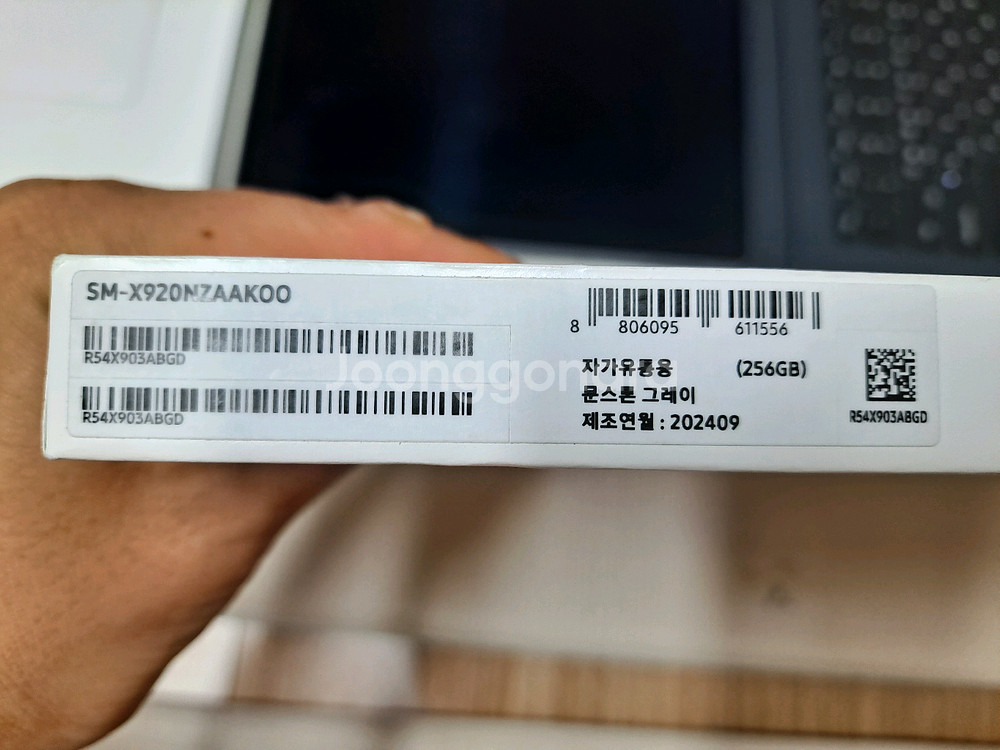 SM-X920NZAAKOO
R54X903ABGD
R54X903ABGD
8 806095 611556
자가유통용 (256GB)
문스톤 그레이
제조연월 : 202409
R54X903ABGD